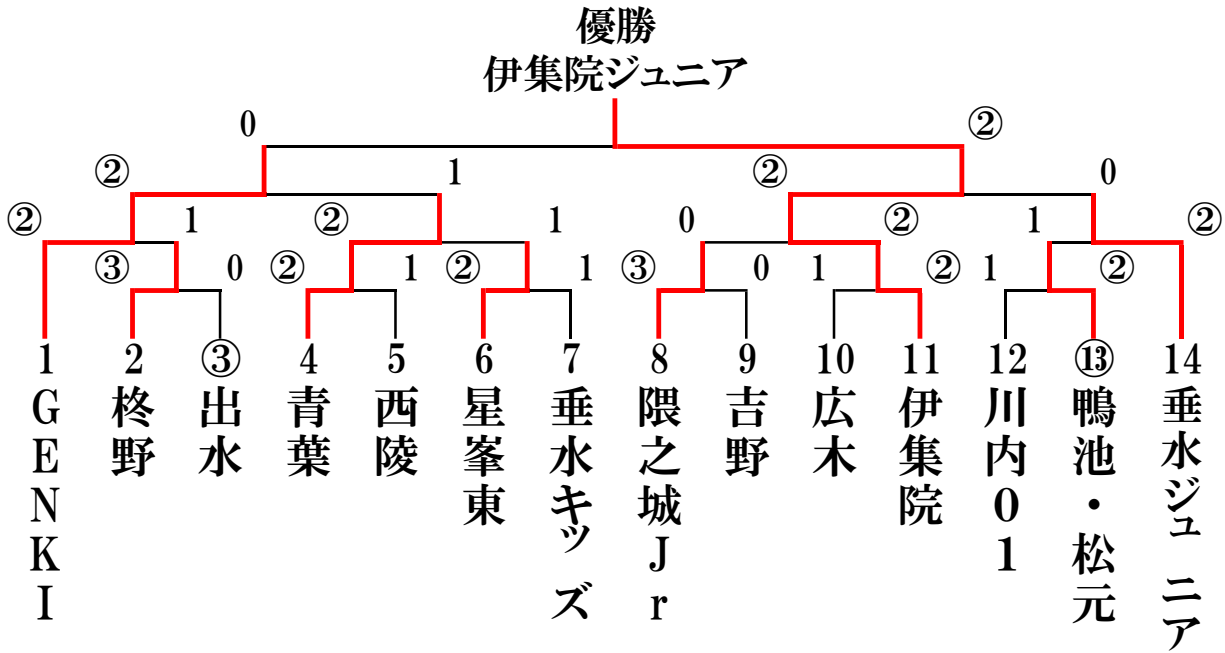 優勝
伊集院ジュニア
0 ②
② 1 ② 0
② 1 ② 1 0 ② 1 ②
③ 0 ② 1 ② 1 ③ 0 1 ② 1 ②
1 2 ③ 4 5 6 7 8 9 10 11 12 ⑬ 14
GENKI
柊野
出水
青葉
西陵
星峯東
垂水キッズ
隈之城Jr
吉野
広木
伊集院
川内01
鴨池・松元
垂水ジュニア